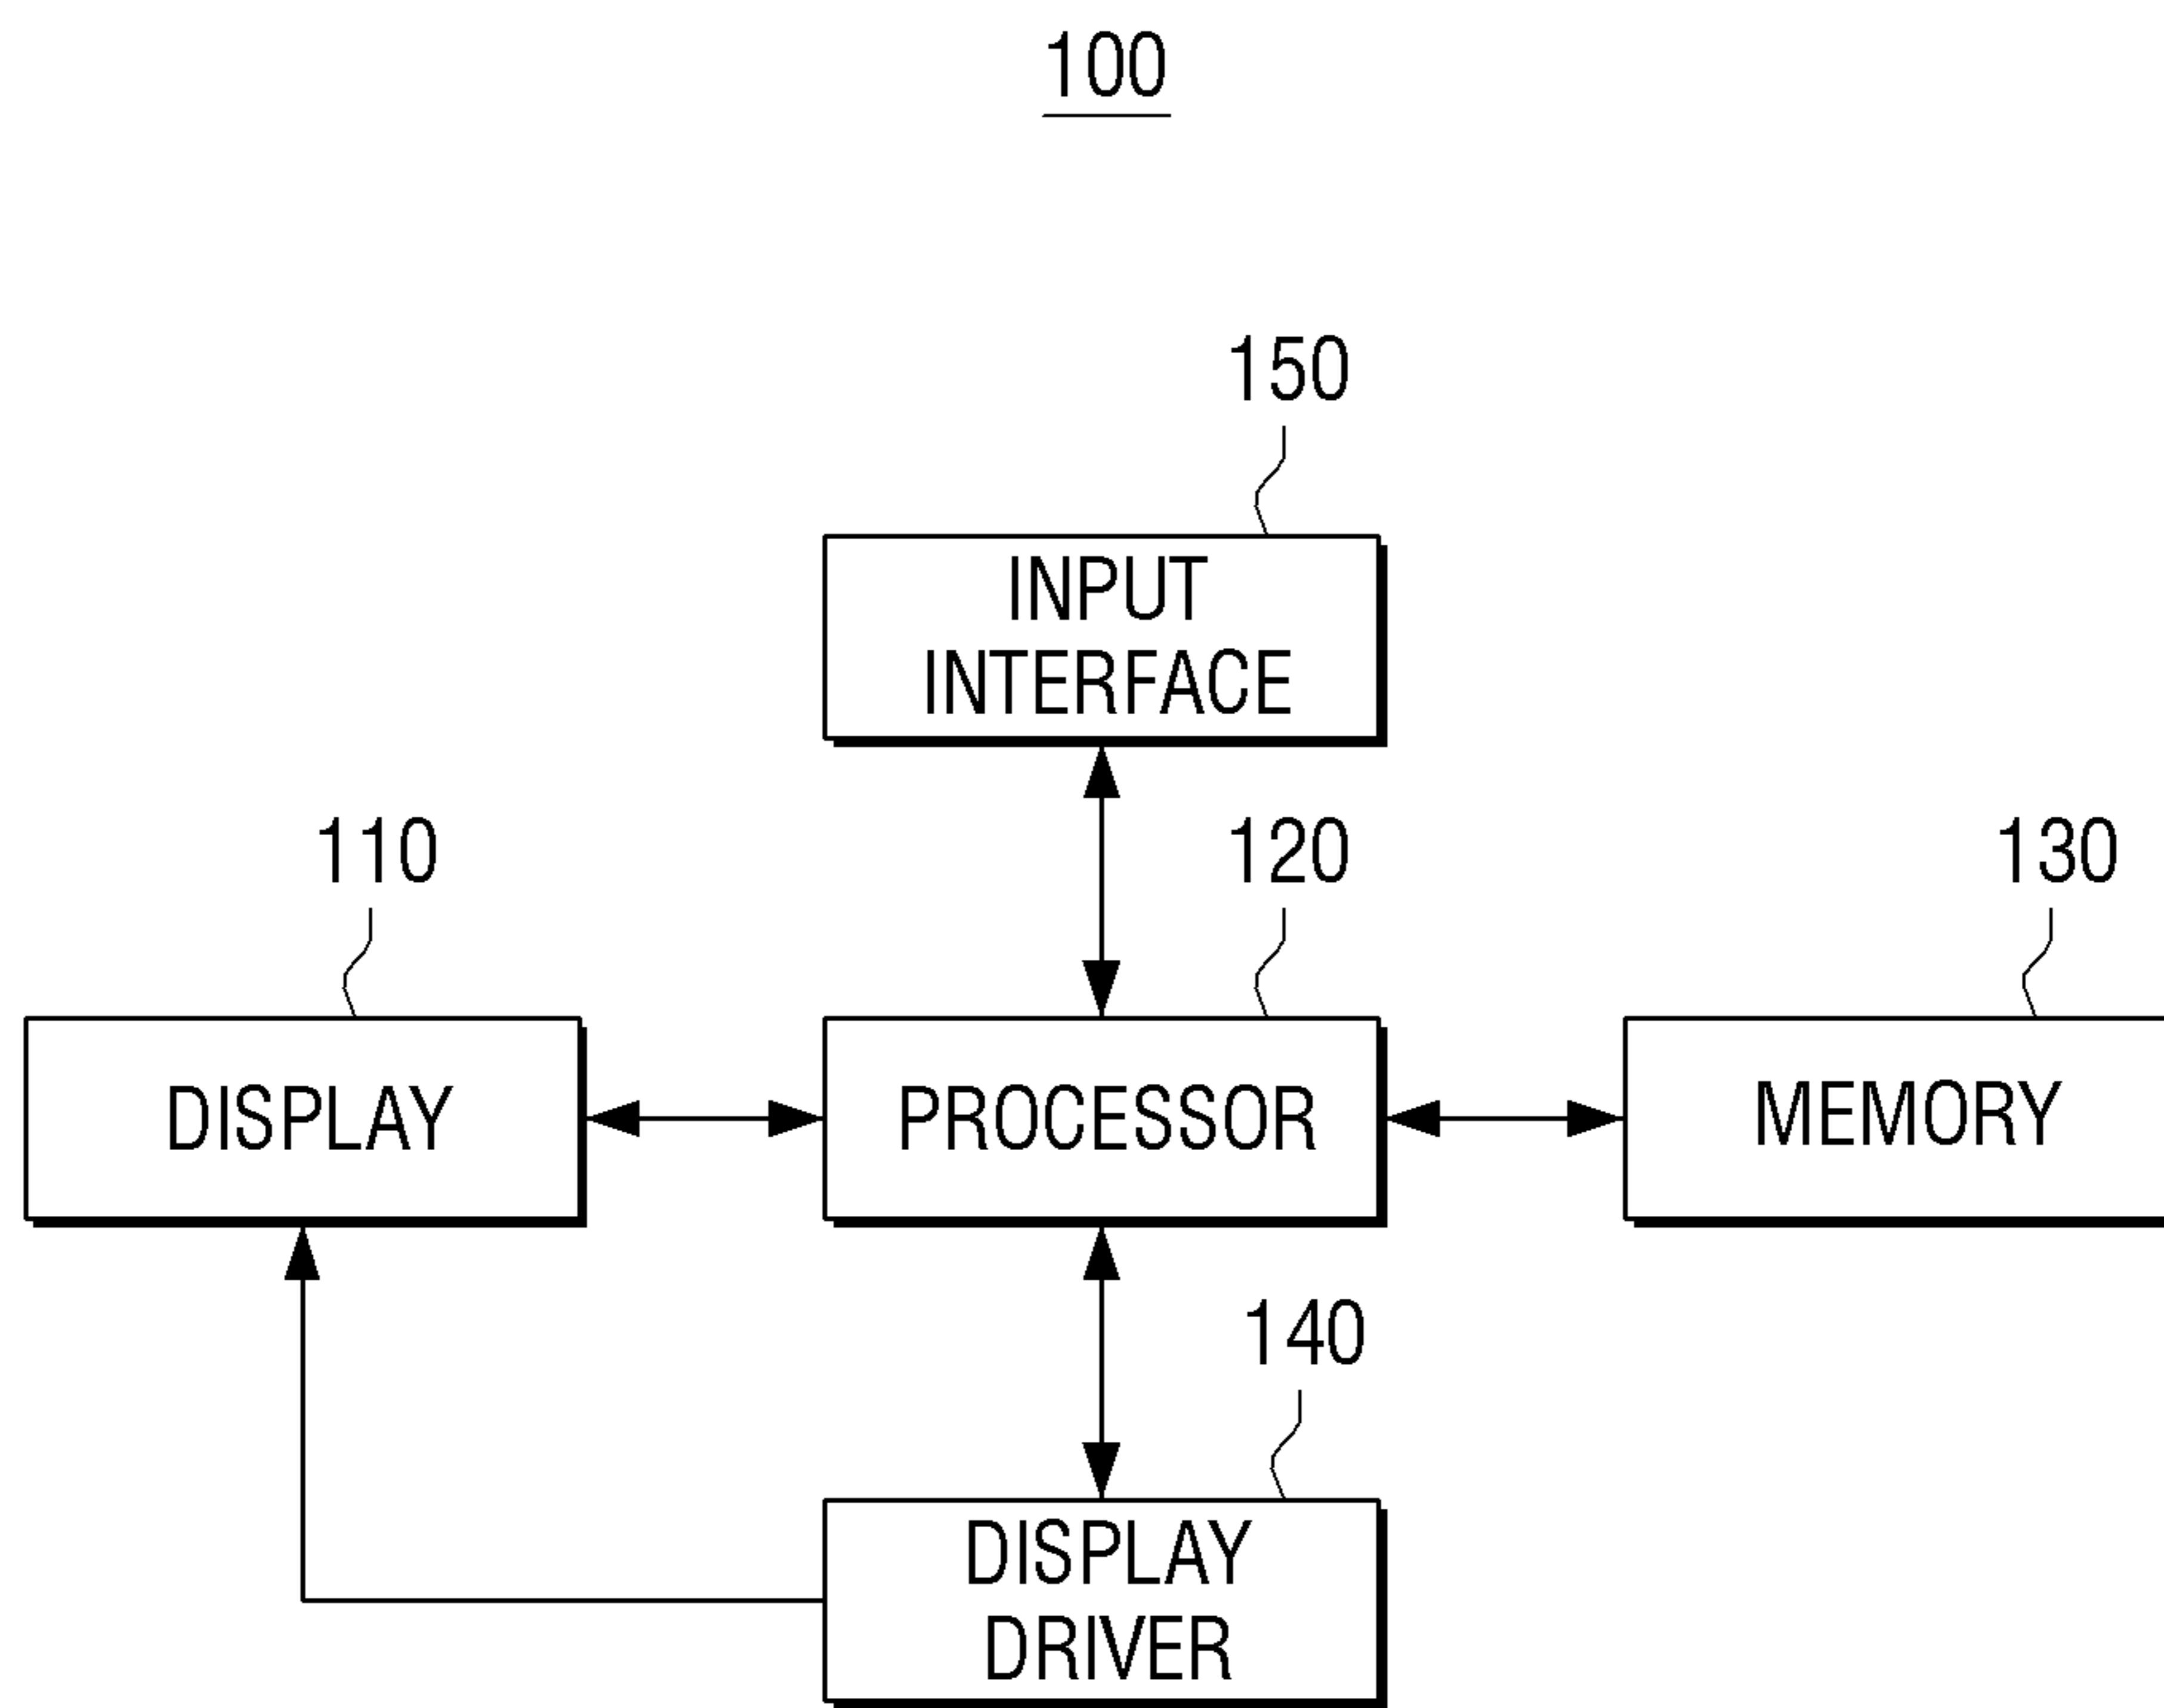 100
150
INPUT
INTERFACE
110
120
130
DISPLAY
PROCESSOR
MEMORY
140
DISPLAY
DRIVER